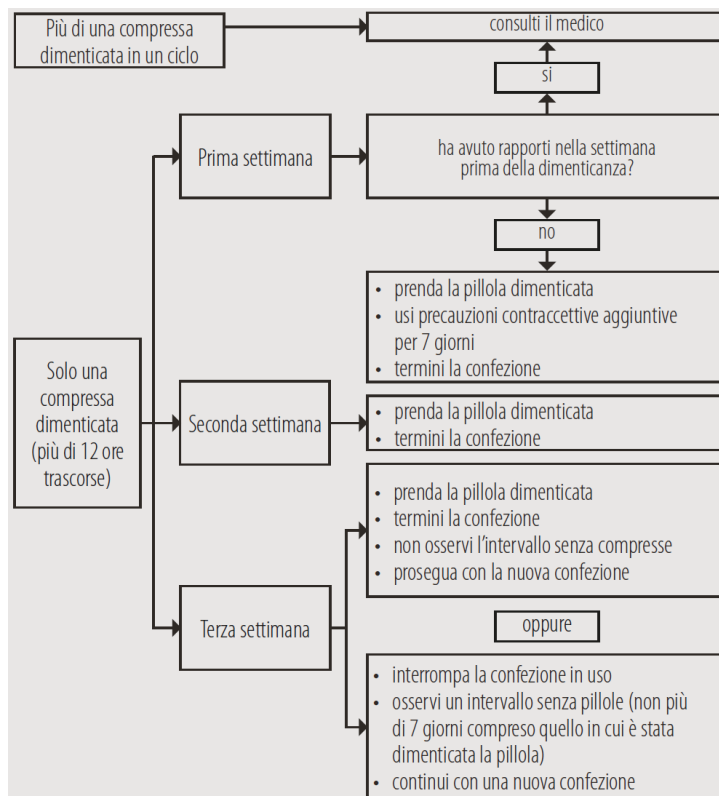 Più di una compressa
dimenticata in un ciclo
consulti il medico
si
Prima settimana
ha avuto rapporti nella settimana
prima della dimenticanza?
no
• prenda la pillola dimenticata
• usi precauzioni contraccettive aggiuntive
per 7 giorni
• termini la confezione
Solo una
compressa
dimenticata
(più di 12 ore
trascorse)
Seconda settimana
• prenda la pillola dimenticata
• termini la confezione
• prenda la pillola dimenticata
• termini la confezione
• non osservi l'intervallo senza compresse
• prosegua con la nuova confezione
Terza settimana
oppure
• interrompa la confezione in uso
• osservi un intervallo senza pillole (non più
di 7 giorni compreso quello in cui è stata
dimenticata la pillola)
• continui con una nuova confezione